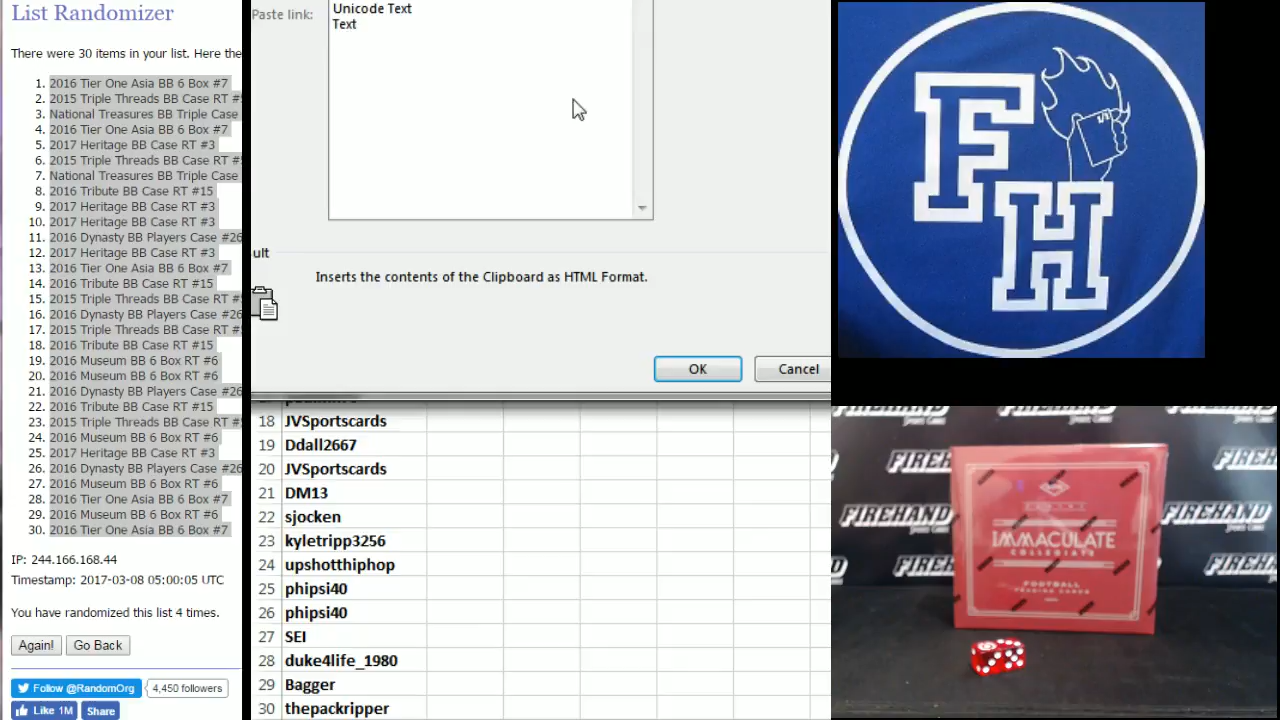 List Randomizer
There were 30 items in your list. Here the
1. 2016 Tier One Asia BB 6 Box #7
2. 2015 Triple Threads BB Case RT
3. National Treasures BB Triple Case
4. 2016 Tier One Asia BB 6 Box #7
5. 2017 Heritage BB Case RT #3
6. 2015 Triple Threads BB Case RT
7. National Treasures BB Triple Case
8. 2016 Tribute BB Case RT #15
9. 2017 Heritage BB Case RT #3
10. 2017 Heritage BB Case RT #3
11. 2016 Dynasty BB Players Case #26
12. 2017 Heritage BB Case RT #3
13. 2016 Tier One Asia BB 6 Box #7
14. 2016 Tribute BB Case RT #15
15. 2015 Triple Threads BB Case RT
16. 2016 Dynasty BB Players Case #26
17. 2015 Triple Threads BB Case RT
18. 2016 Tribute BB Case RT #15
19. 2016 Museum BB 6 Box RT #6
20. 2016 Museum BB 6 Box RT #6
21. 2016 Dynasty BB Players Case #26
22. 2016 Tribute BB Case RT #15
23. 2015 Triple Threads BB Case RT
24. 2016 Museum BB 6 Box RT #6
25. 2017 Heritage BB Case RT #3
26. 2016 Dynasty BB Players Case #26
27. 2016 Museum BB 6 Box RT #6
28. 2016 Tier One Asia BB 6 Box #7
29. 2016 Museum BB 6 Box RT #6
30. 2016 Tier One Asia BB 6 Box #7
IP: 244.166.168.44
Timestamp: 2017-03-08 05:00:05 UTC
You have randomized this list 4 times.
Again! Go Back
Follow @RandomOrg 4,450 followers
Like 1M Share
Paste link:
Unicode Text
Text
ult
Inserts the contents of the Clipboard as HTML Format.
OK Cancel
18 JVSportscards
19 Ddall2667
20 JVSportscards
21 DM13
22 sjocken
23 kyletripp3256
24 upshotthiphop
25 phipsi40
26 phipsi40
27 SEI
28 duke4life_1980
29 Bagger
30 thepackripper
FH
1/1
FIREHAND
FIREHAND
FIREHAND
IMMACULATE
COLLEGIATE
FOOTBALL
TRADING CARDS